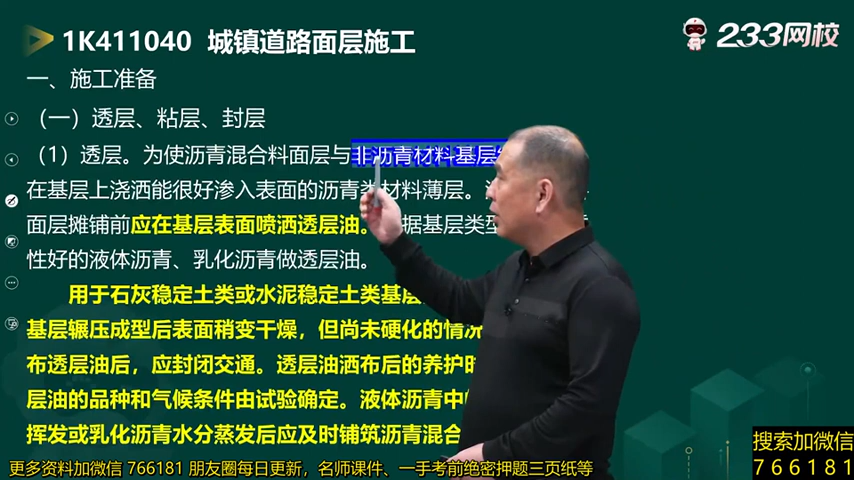 1K411040 城镇道路面层施工
233网校
一、施工准备
（一）透层、粘层、封层
（1）透层。为使沥青混合料面层与非沥青材料基层
在基层上浇洒能很好渗入表面的沥青类材料薄层。
面层摊铺前应在基层表面喷洒透层油。 据基层类型
性好的液体沥青、乳化沥青做透层油。
用于石灰稳定土类或水泥稳定土类基层
基层辗压成型后表面稍变干燥，但尚未硬化的情况
布透层油后，应封闭交通。透层油洒布后的养护时
层油的品种和气候条件由试验确定。液体沥青中
挥发或乳化沥青水分蒸发后应及时铺筑沥青混合
搜索加微信
766181
更多资料加微信 766181 朋友圈每日更新，名师课件、一手考前绝密押题三页纸等